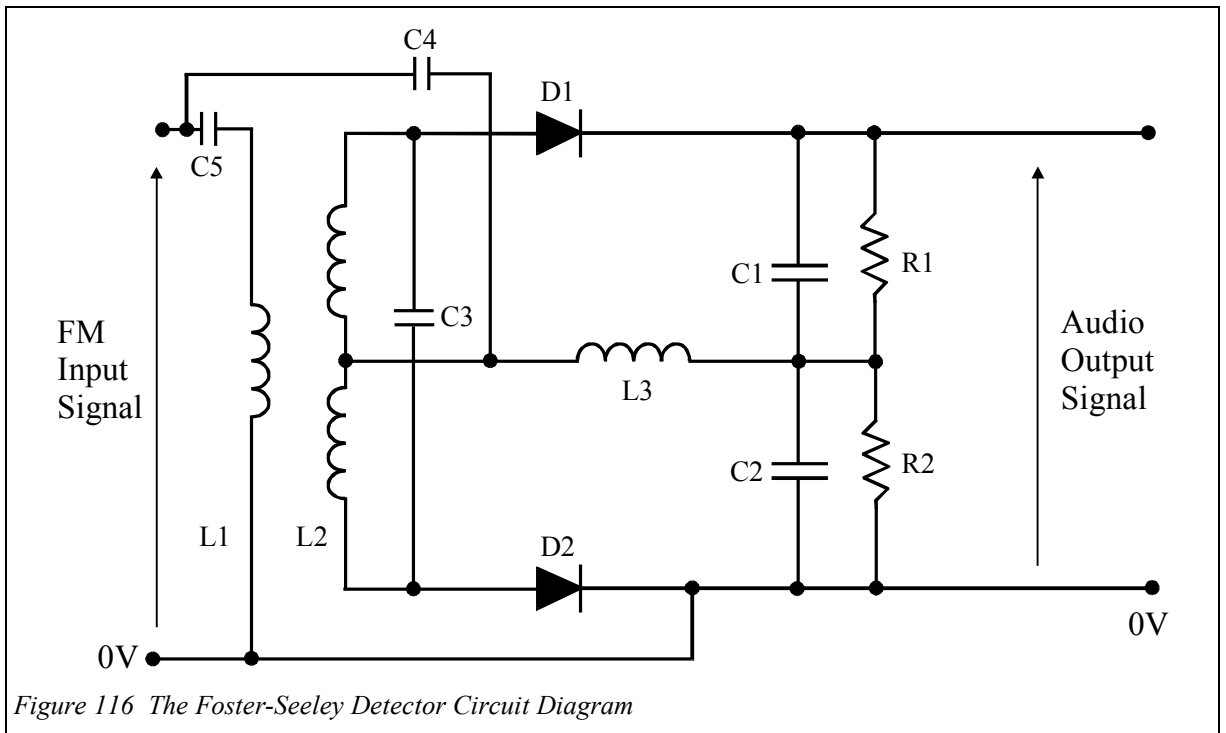 C4
D1
C5
FM
Input
Signal
C3
C1
R1
Audio
Output
Signal
L3
C2
R2
L1
L2
D2
0V
0V
Figure 116 The Foster-Seeley Detector Circuit Diagram